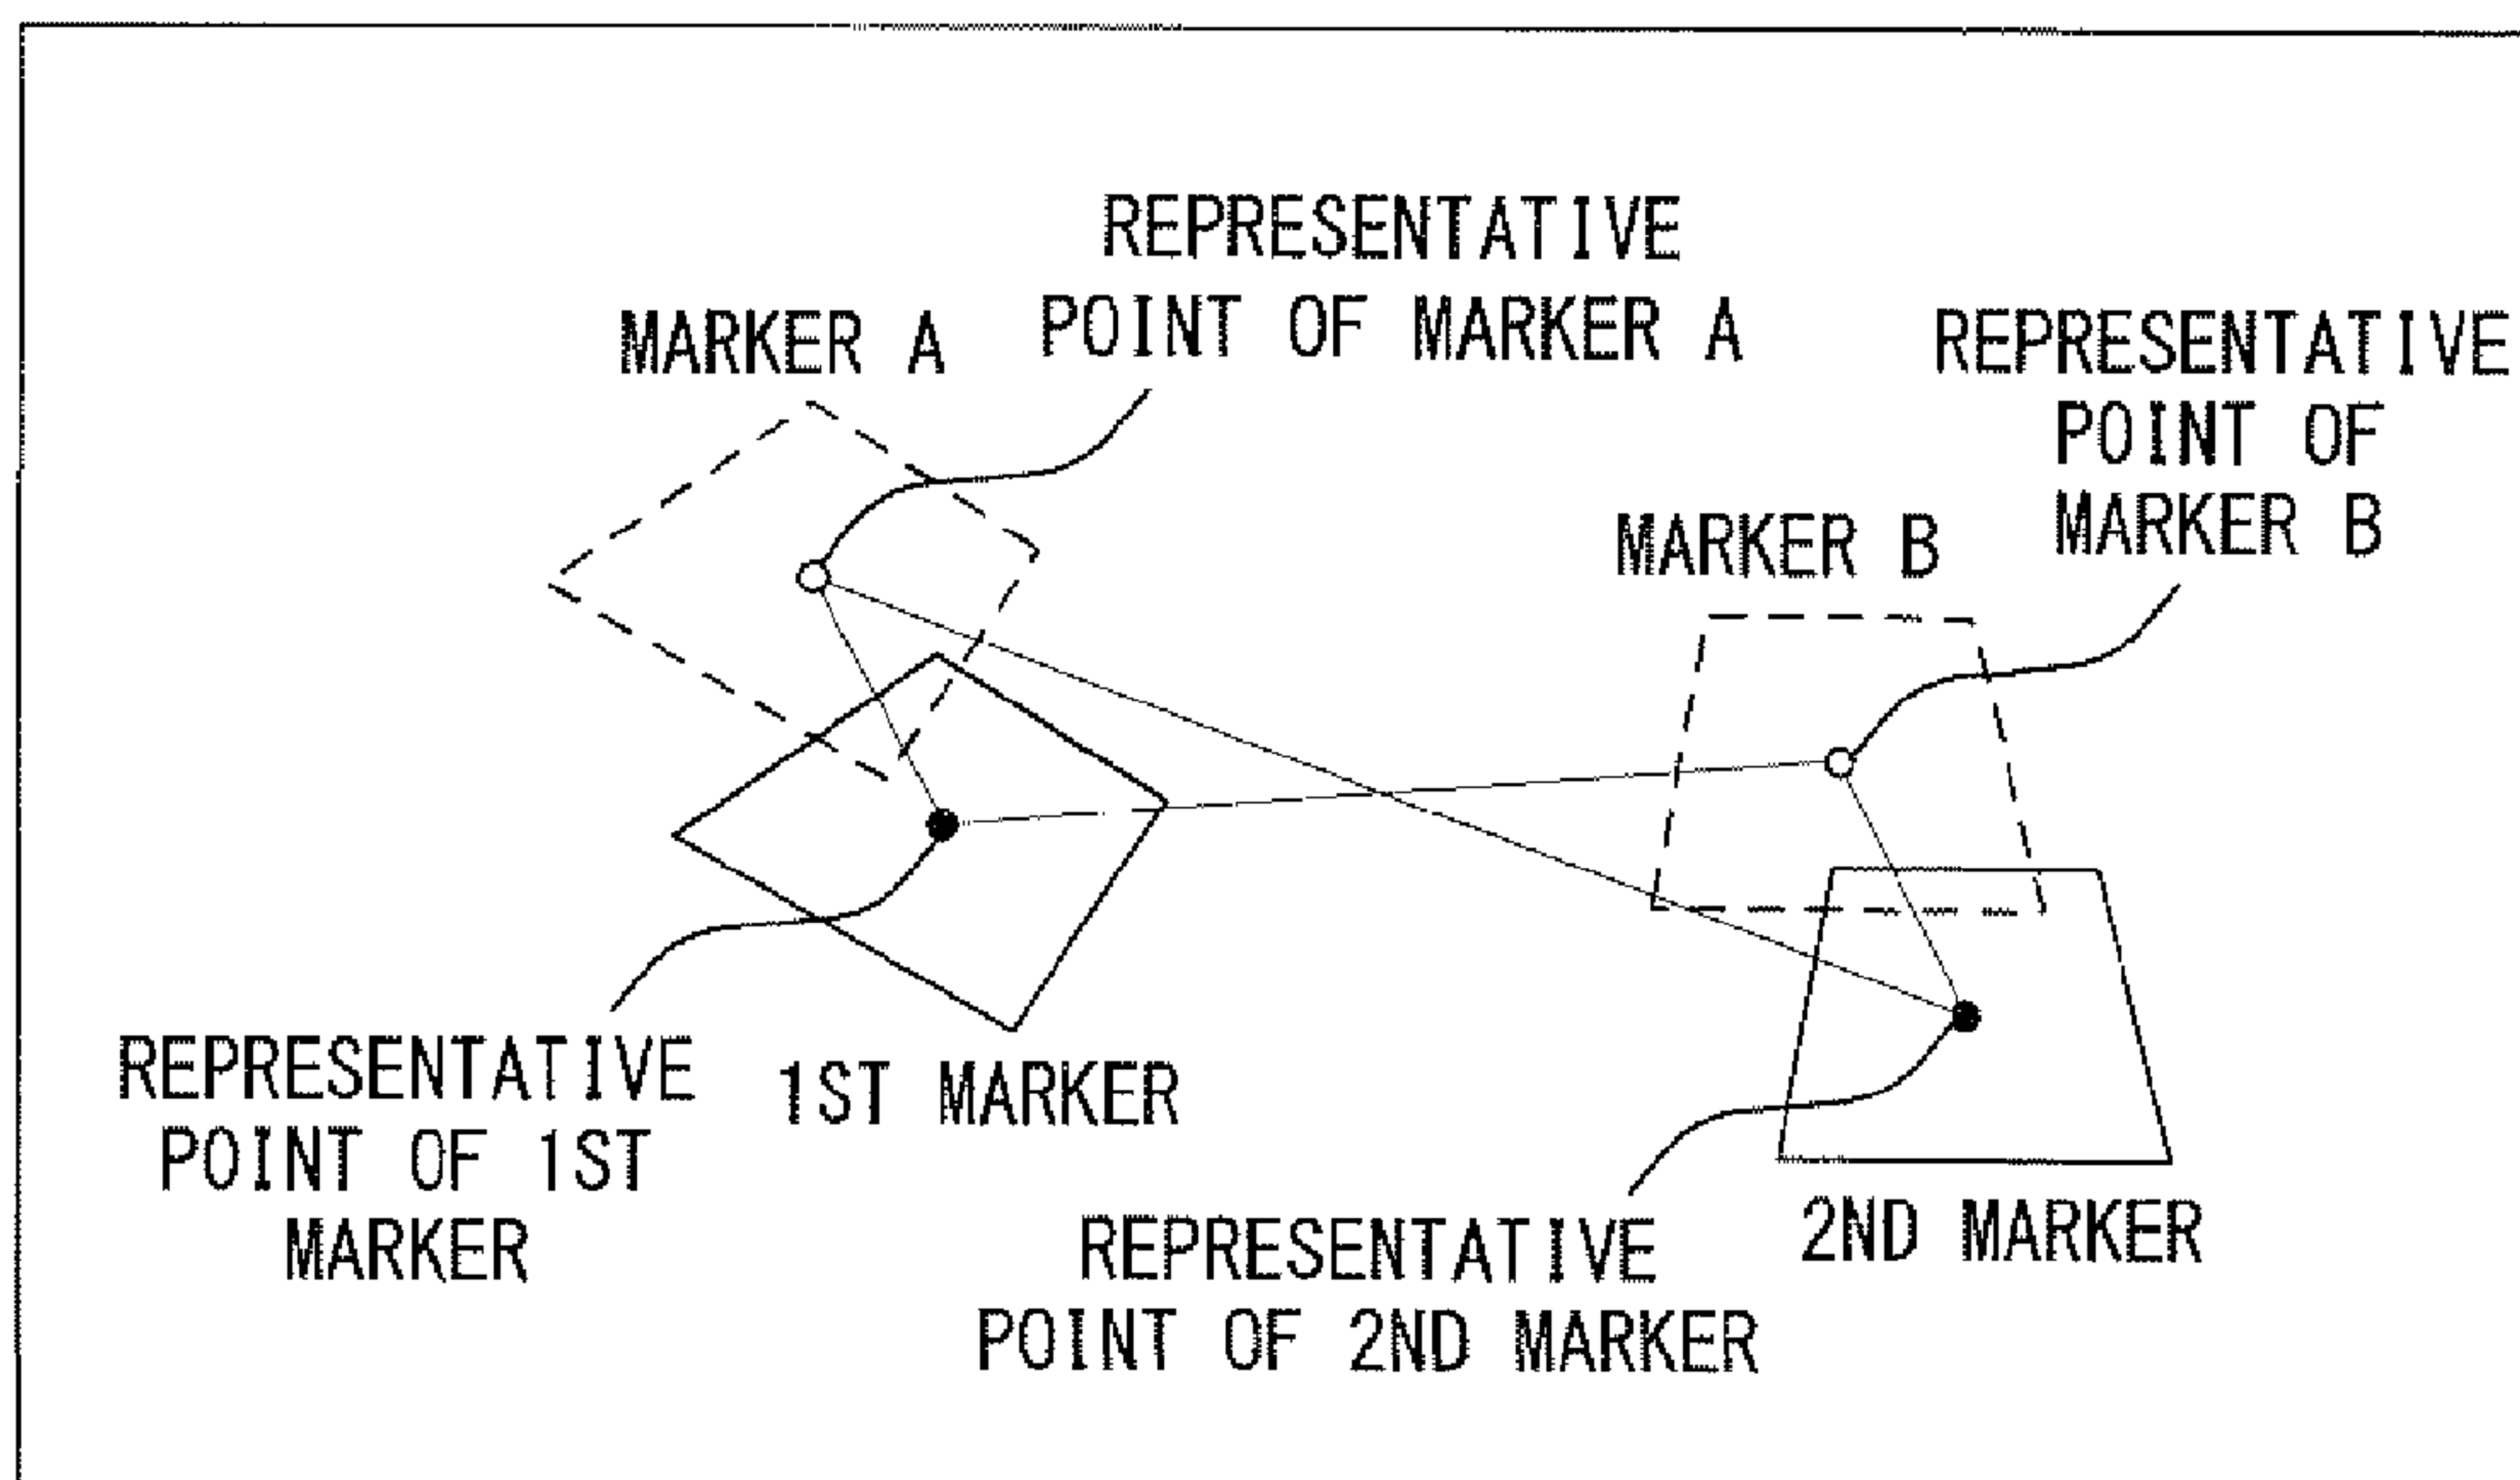 REPRESENTATIVE
POINT OF MARKER A
MARKER A
REPRESENTATIVE
POINT OF
MARKER B
MARKER B
REPRESENTATIVE
POINT OF 1ST
MARKER
1ST MARKER
REPRESENTATIVE
POINT OF 2ND MARKER
2ND MARKER